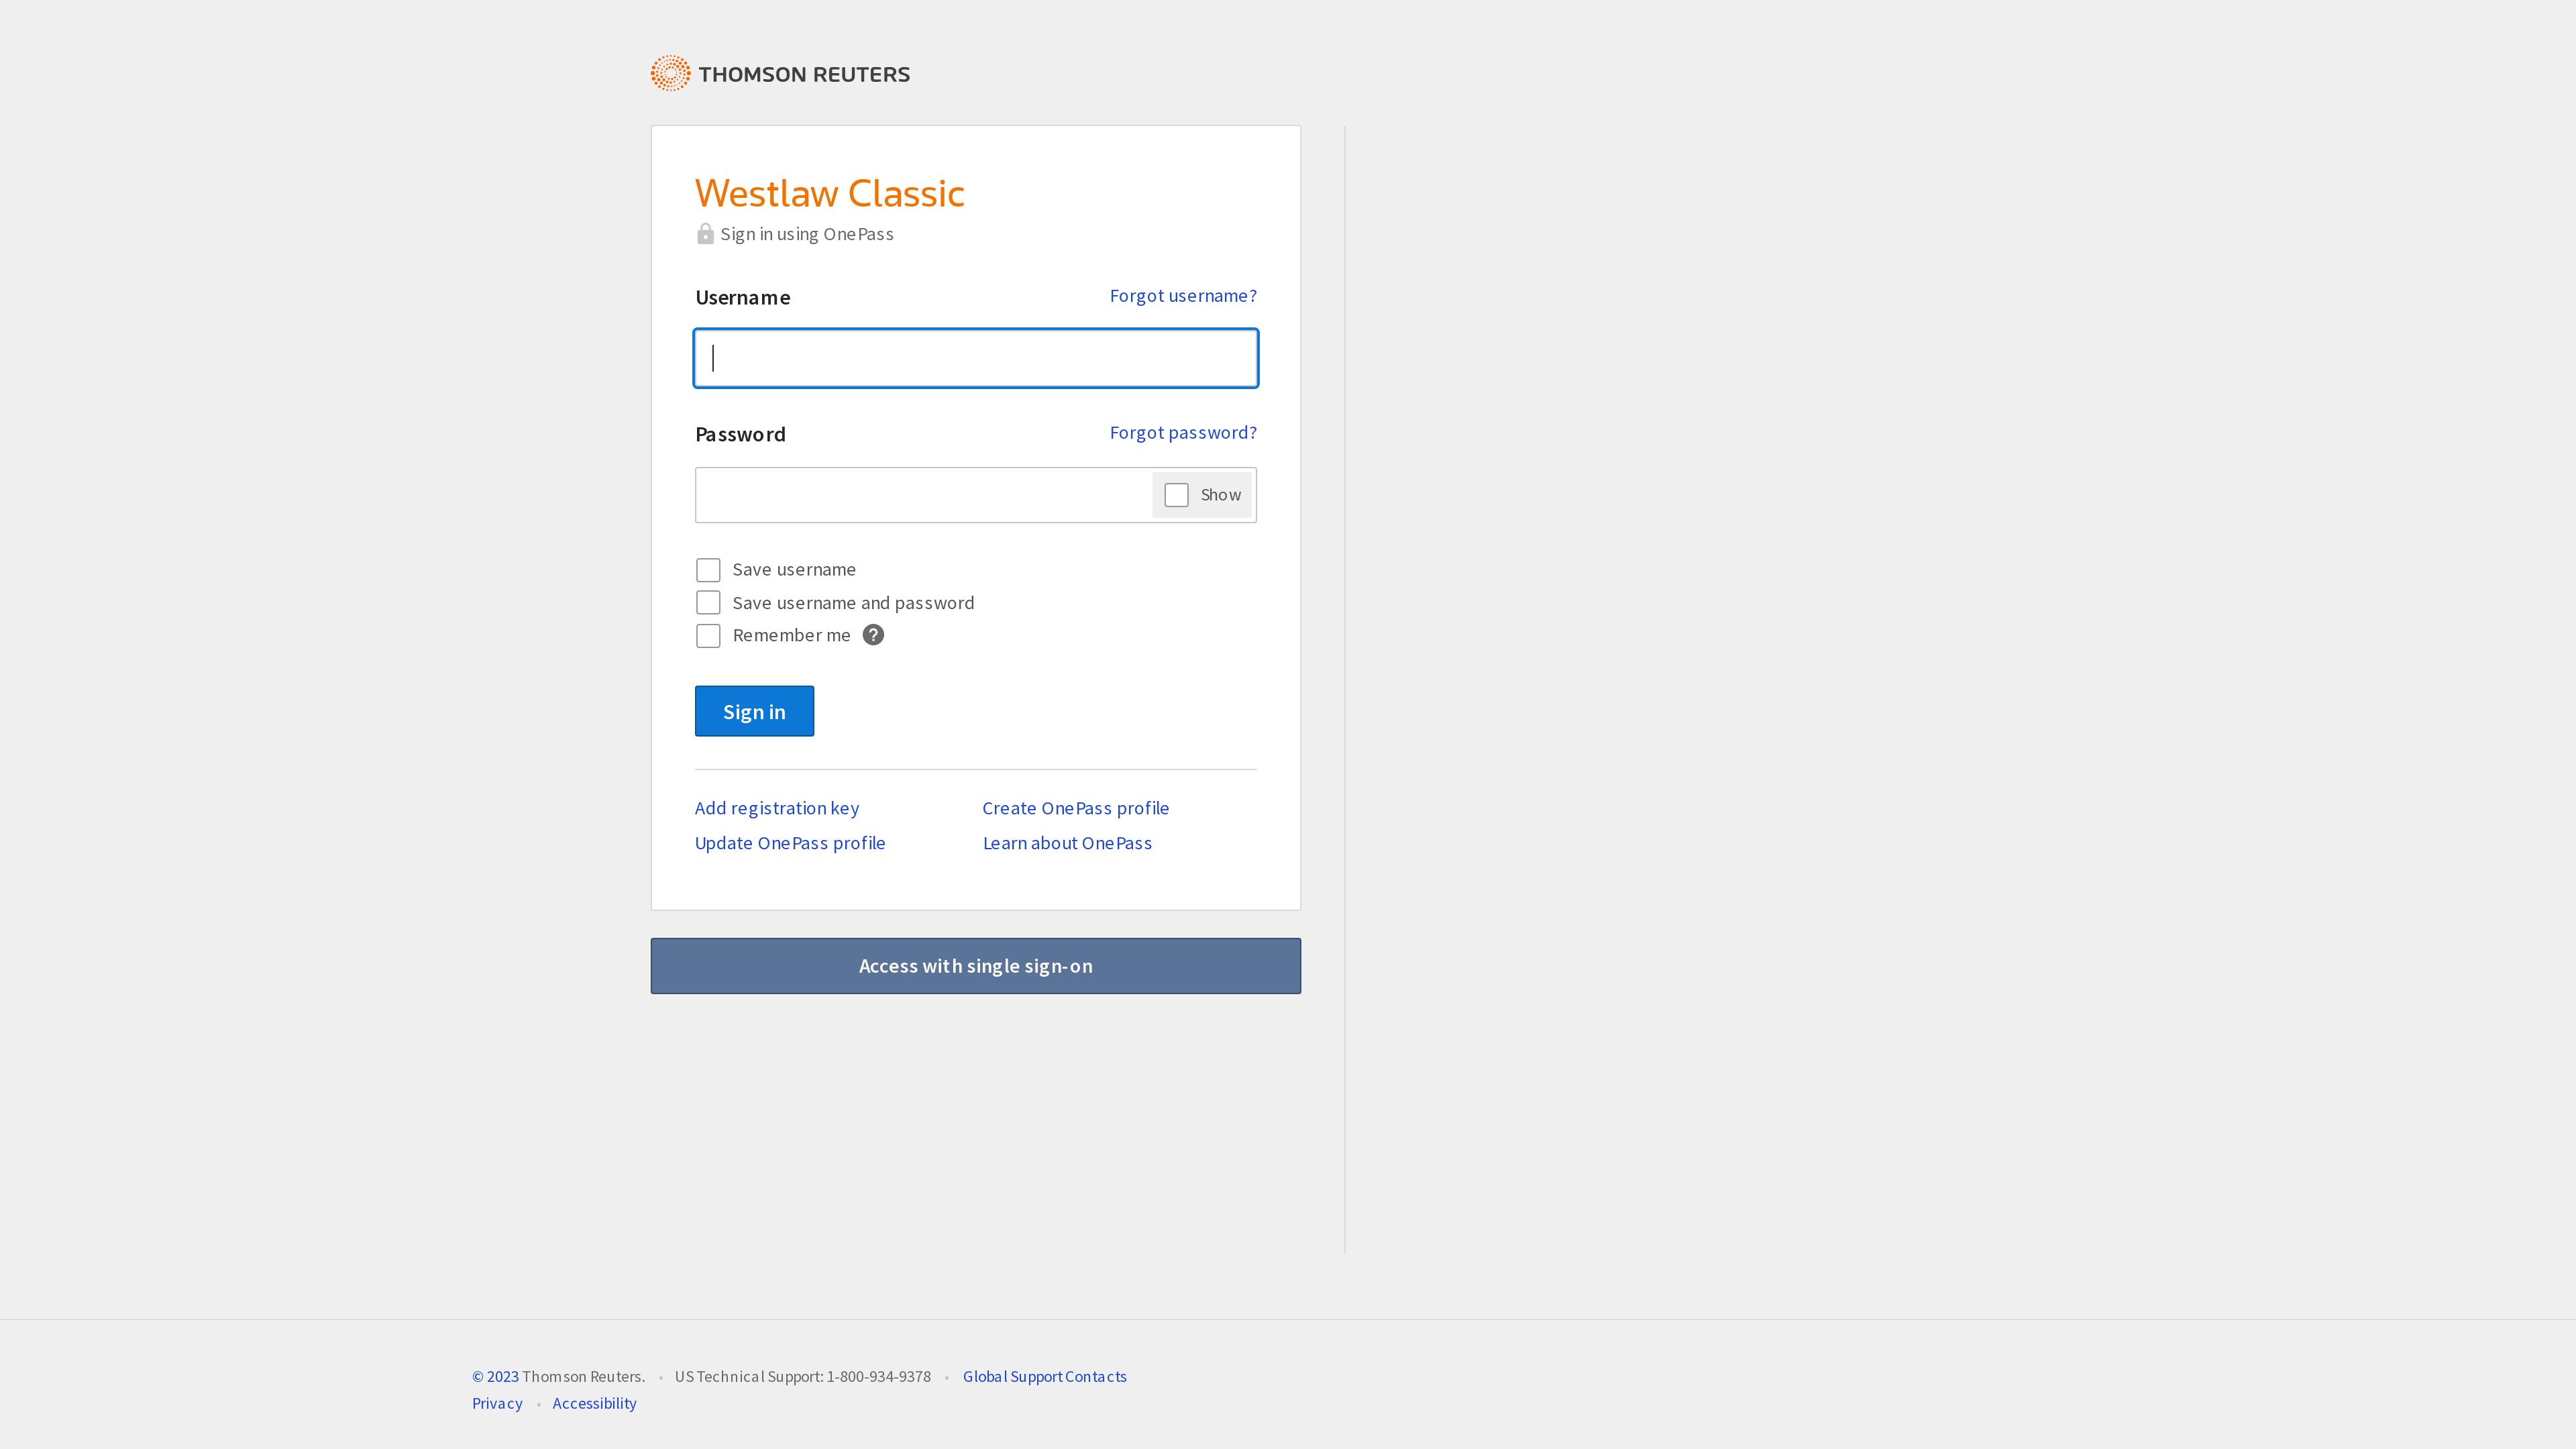 THOMSON REUTERS
Westlaw Classic
Sign in using OnePass
Username
Forgot username?
Password
Forgot password?
Show
Save username
Save username and password
Remember me
Sign in
Add registration key
Create OnePass profile
Update OnePass profile
Learn about OnePass
Access with single sign-on
© 2023 Thomson Reuters. • US Technical Support: 1-800-934-9378 • Global Support Contacts
Privacy • Accessibility